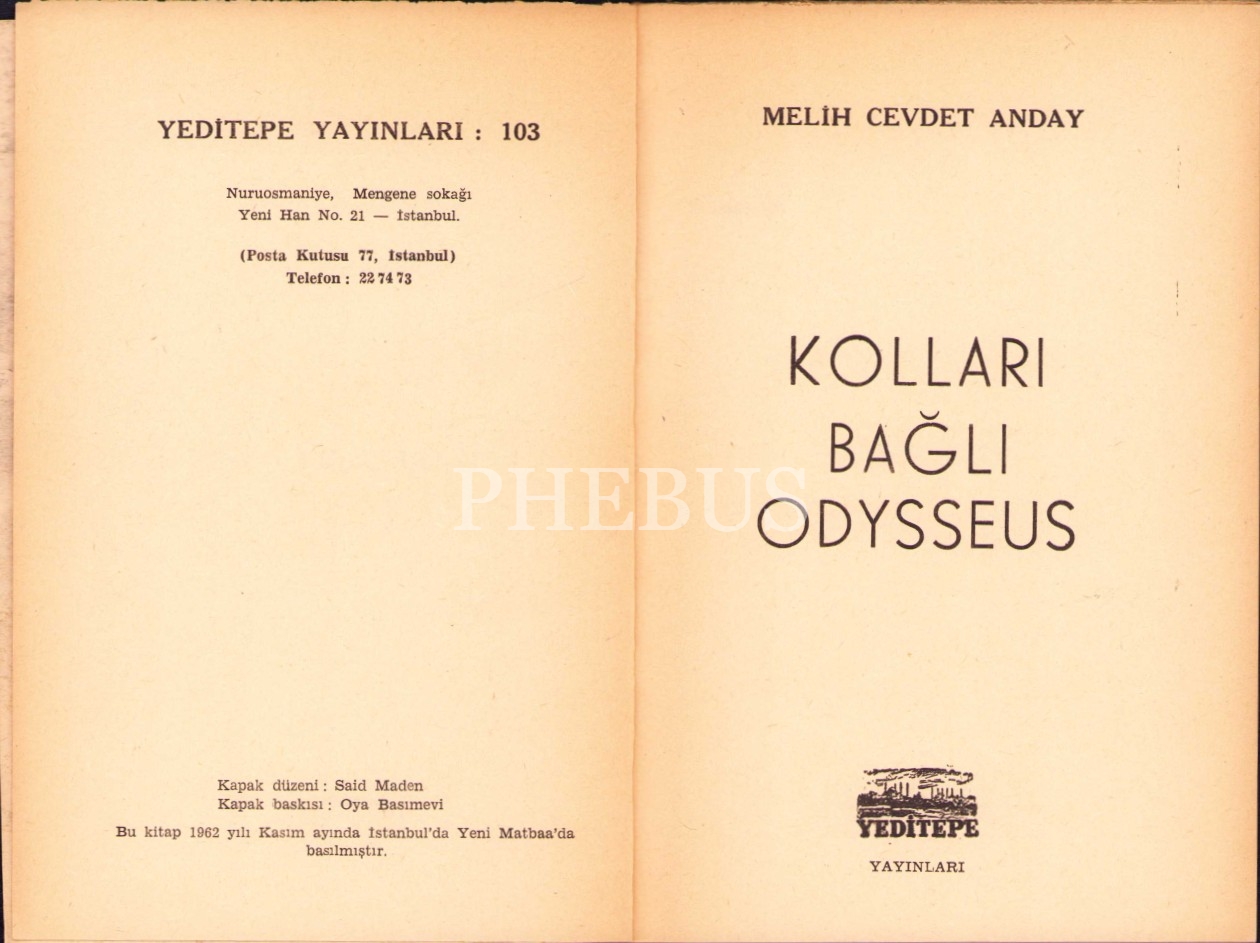 YEDİTEPE YAYINLARI : 103
Nuruosmaniye, Mengene sokağı
Yeni Han No. 21 — İstanbul.
(Posta Kutusu 77, İstanbul)
Telefon : 22 74 73
Kapak düzeni : Said Maden
Kapak baskısı : Oya Basımevi
Bu kitap 1962 yılı Kasım ayında İstanbul'da Yeni Matbaa'da
basılmıştır.
MELİH CEVDET ANDAY
KOLLARI
BAĞLI
ODYSSEUS
YEDİTEPE
YAYINLARI
PHEBUS